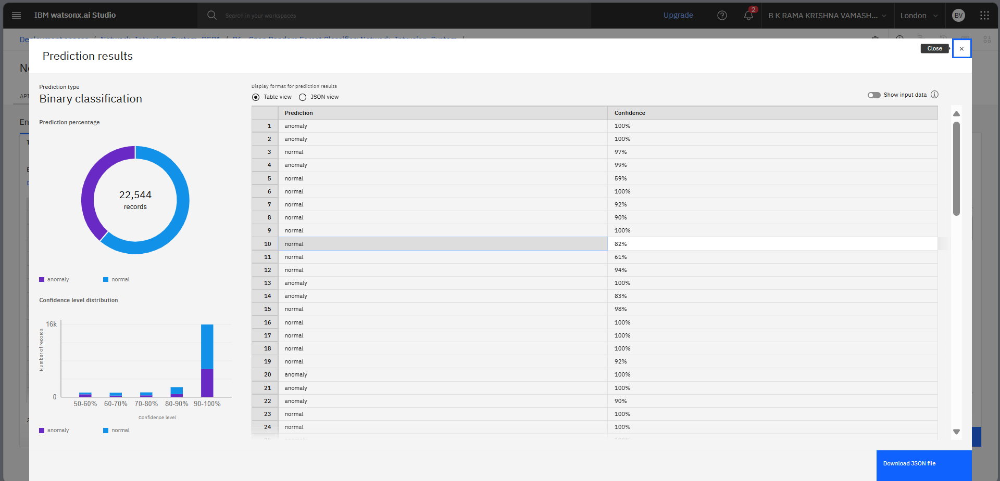 IBM watsonx.ai Studio
Search in your workspaces
Upgrade
2
B K RAMA KRISHNA VAMASH...
London
BV
Prediction results
Close
Prediction type
Binary classification
Prediction percentage
22,544
records
anomaly normal
Confidence level distribution
16k
Number of records
0
50-60% 60-70% 70-80% 80-90% 90-100%
Confidence level
anomaly normal
Display format for prediction results
Table view JSON view
Show input data
Prediction Confidence
1 anomaly 100%
2 anomaly 100%
3 normal 97%
4 anomaly 99%
5 normal 59%
6 normal 100%
7 normal 92%
8 normal 90%
9 normal 100%
10 normal 82%
11 normal 61%
12 normal 94%
13 anomaly 100%
14 anomaly 83%
15 normal 98%
16 normal 100%
17 normal 100%
18 normal 100%
19 normal 92%
20 anomaly 100%
21 anomaly 100%
22 anomaly 90%
23 normal 100%
24 normal 100%
Download JSON file